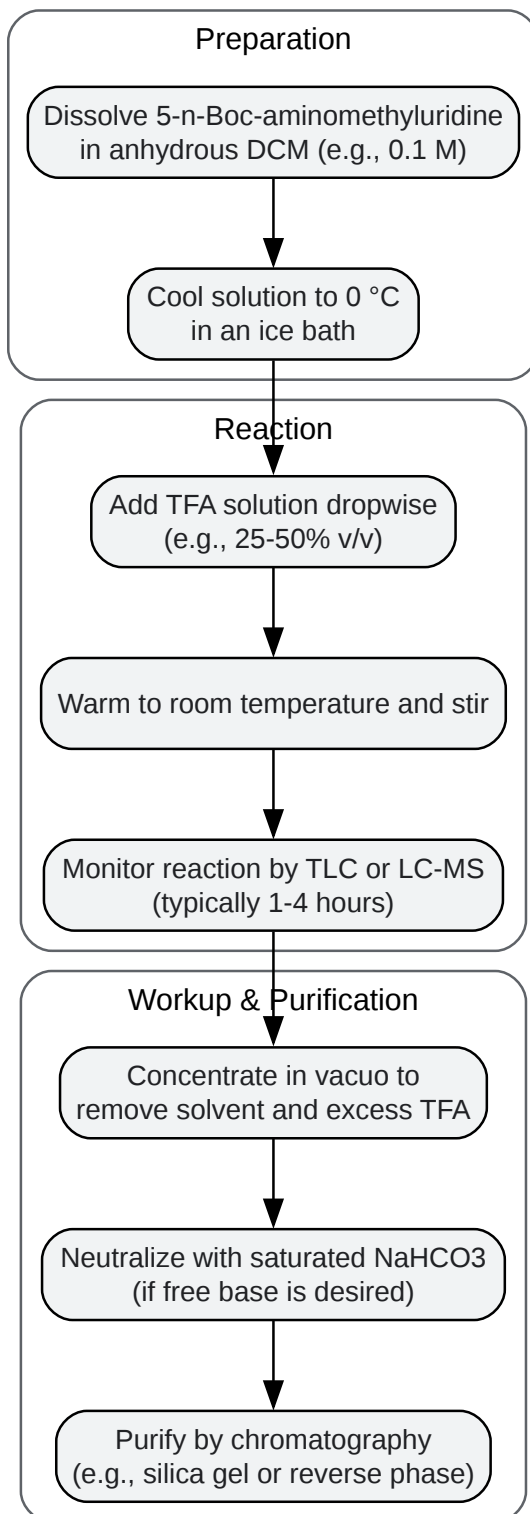 Preparation
Dissolve 5-n-Boc-aminomethyluridine
in anhydrous DCM (e.g., 0.1 M)
Cool solution to 0 °C
in an ice bath
Reaction
Add TFA solution dropwise
(e.g., 25-50% v/v)
Warm to room temperature and stir
Monitor reaction by TLC or LC-MS
(typically 1-4 hours)
Workup & Purification
Concentrate in vacuo to
remove solvent and excess TFA
Neutralize with saturated NaHCO3
(if free base is desired)
Purify by chromatography
(e.g., silica gel or reverse phase)